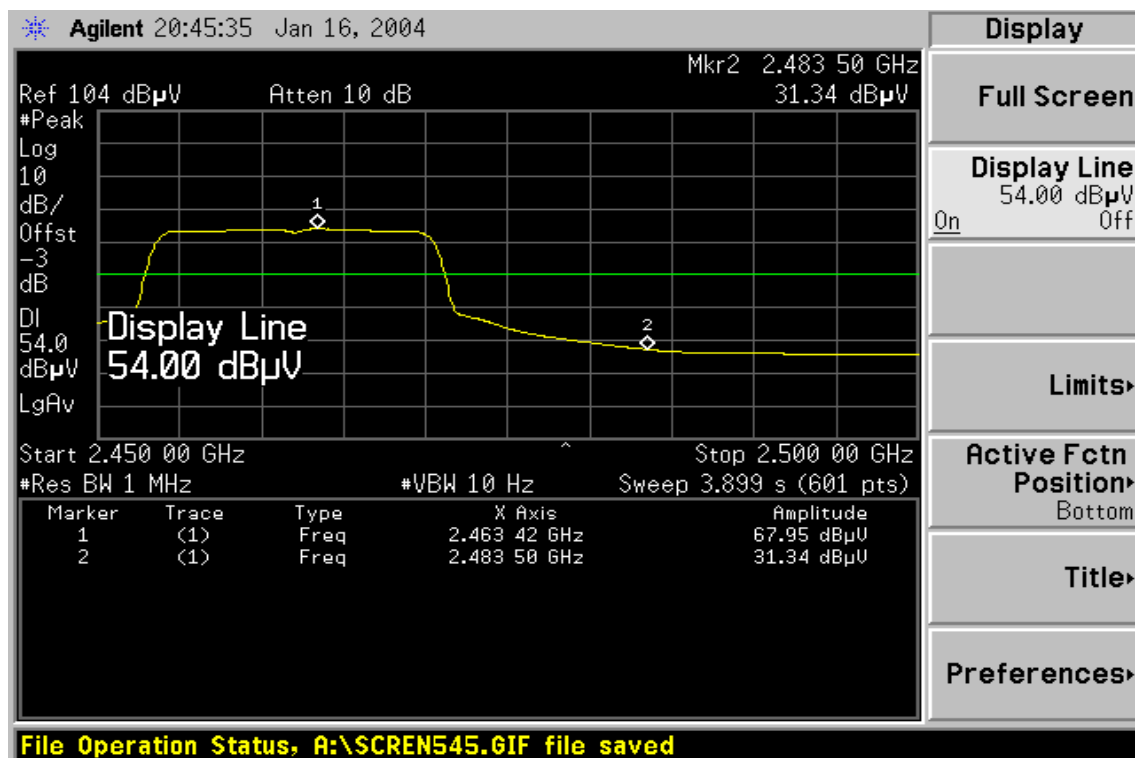 Agilent 20:45:35 Jan 16, 2004
Display
Mkr2 2.483 50 GHz
Ref 104 dBµV Atten 10 dB 31.34 dBµV
#Peak
Log
10
dB/
Offst
-3
dB
DI
54.0
dBµV
LgAv
1
2
Display Line
54.00 dBµV
Start 2.450 00 GHz ^ Stop 2.500 00 GHz
#Res BW 1 MHz #VBW 10 Hz Sweep 3.899 s (601 pts)
Marker Trace Type X Axis Amplitude
1 (1) Freq 2.463 42 GHz 67.95 dBµV
2 (1) Freq 2.483 50 GHz 31.34 dBµV
Full Screen
Display Line
54.00 dBµV
On Off
Limits▸
Active Fctn
Position▸
Bottom
Title▸
Preferences▸
File Operation Status, A:\SCREN545.GIF file saved